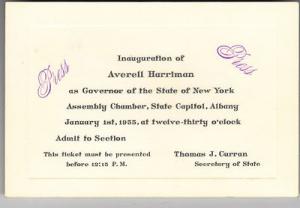 Press
Press
Inauguration of
Averell Harriman
as Governor of the State of New York
Assembly Chamber, State Capitol, Albany
January 1st, 1955, at twelve-thirty o'clock
Admit to Section
This ticket must be presented
before 12:15 P. M.
Thomas J. Curran
Secretary of State